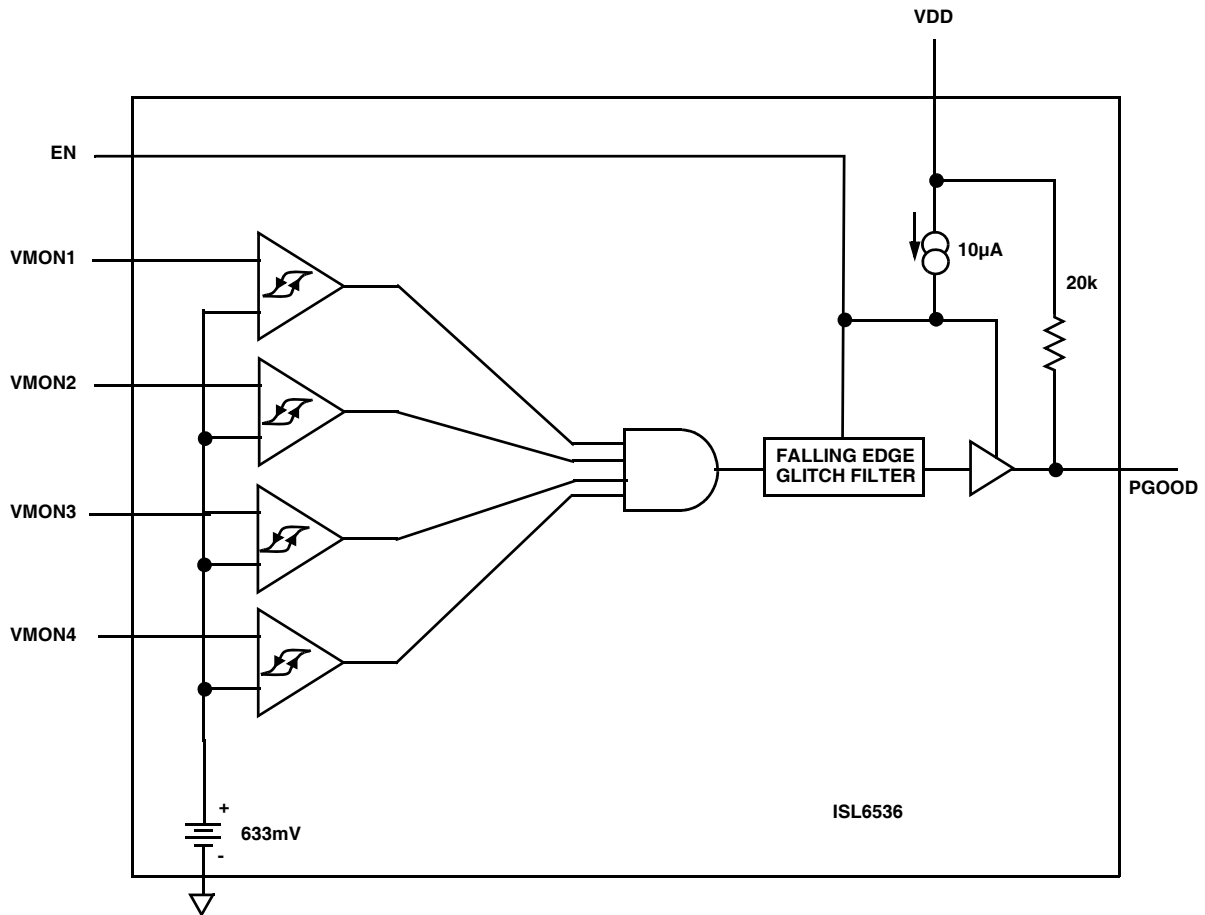 VDD
EN
VMON1
10µA
20k
VMON2
FALLING EDGE
GLITCH FILTER
PGOOD
VMON3
VMON4
ISL6536
+
633mV
-